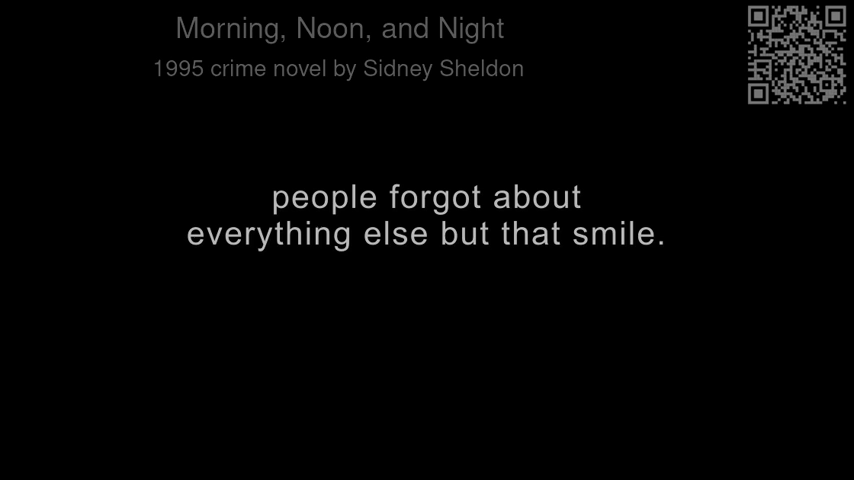 Morning, Noon, and Night
1995 crime novel by Sidney Sheldon
people forgot about
everything else but that smile.